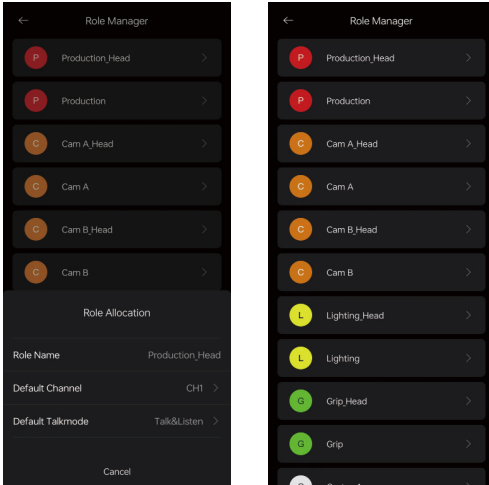 Role Manager
P Production_Head
P Production
C Cam A_Head
C Cam A
C Cam B_Head
C Cam B
Role Allocation
Role Name Production_Head
Default Channel CH1
Default Talkmode Talk&Listen
Cancel
Role Manager
P Production_Head
P Production
C Cam A_Head
C Cam A
C Cam B_Head
C Cam B
L Lighting_Head
L Lighting
G Grip_Head
G Grip